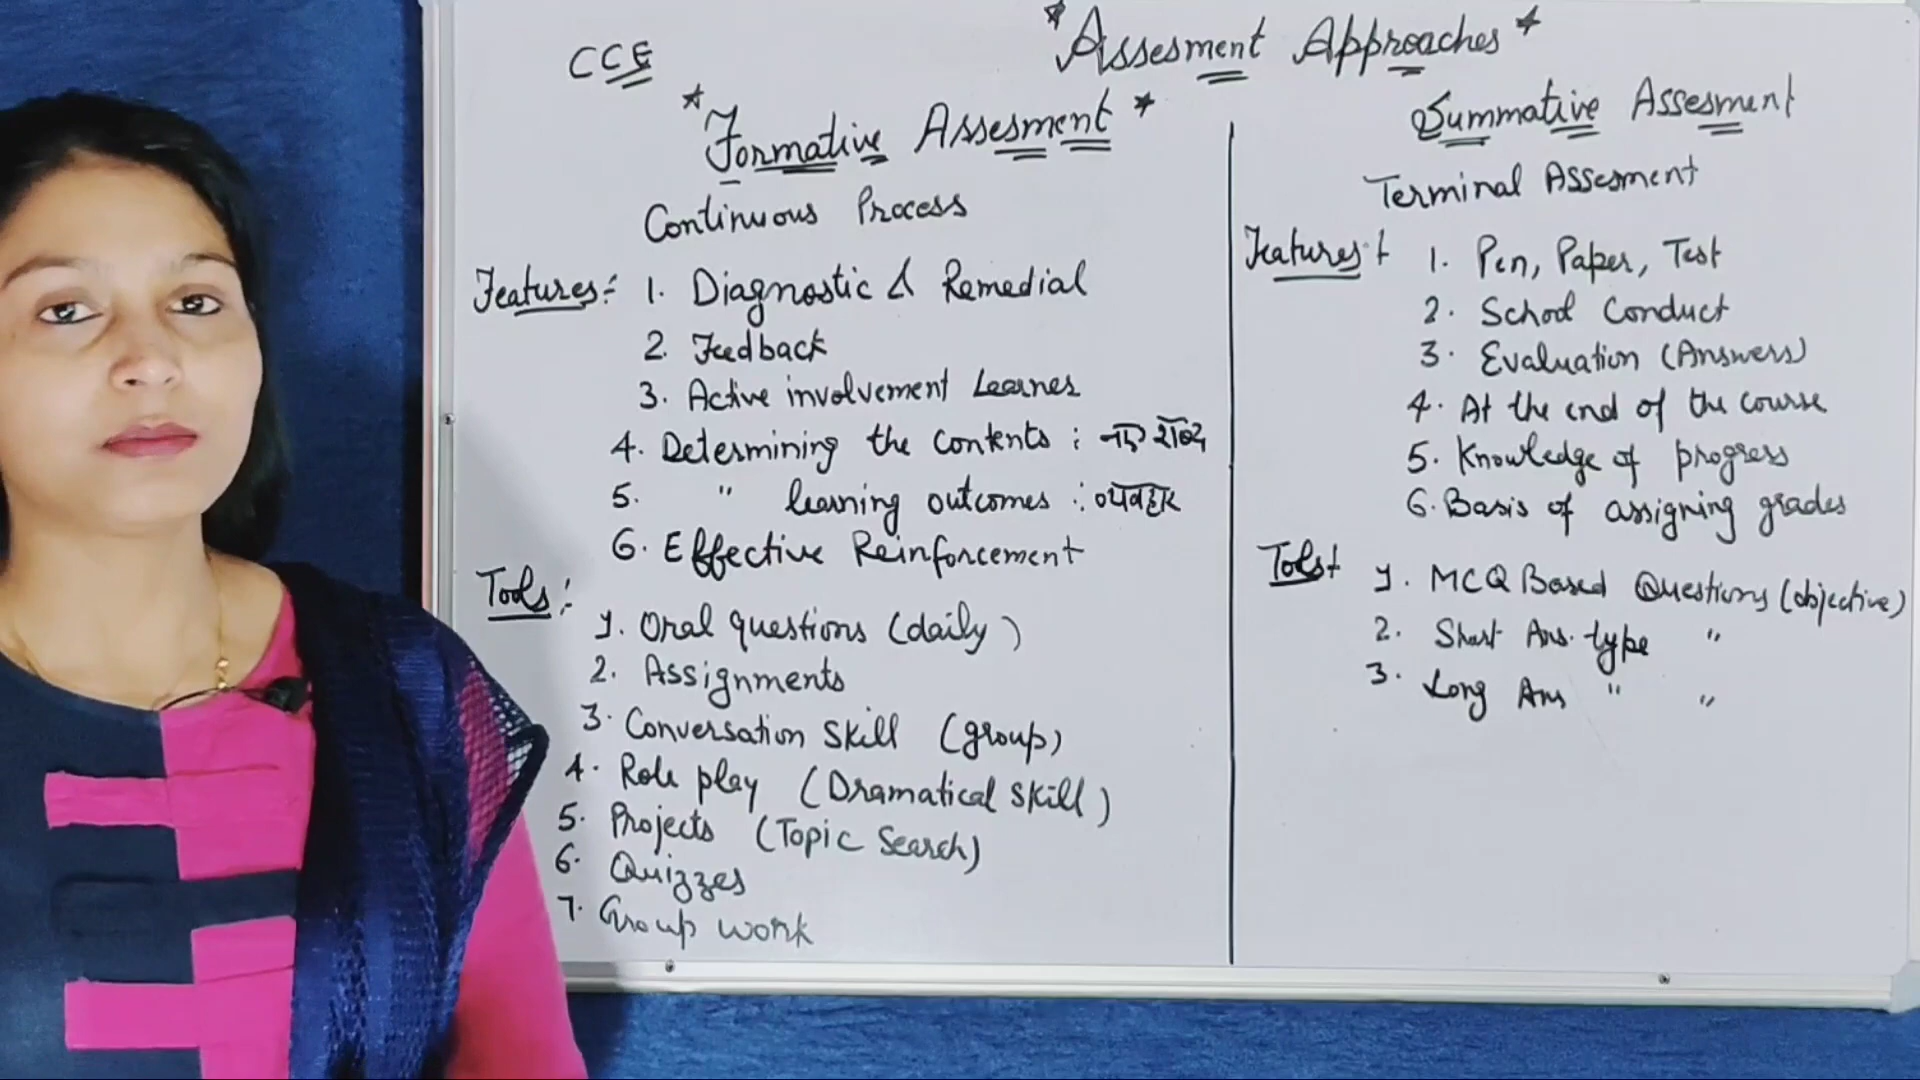 CCE
* Assesment Approaches *
* Formative Assesment *
Continuous Process
Features:- 1. Diagnostic & Remedial
2. Feedback
3. Active involvement Learner
4. Determining the contents :
5. " learning outcomes : व्यवहार
6. Effective Reinforcement
Tools:-
1. Oral questions (daily)
2. Assignments
3. Conversation skill (group)
4. Role play (Dramatical skill)
5. Projects (Topic Search)
6. Quizzes
7. Group work
Summative Assesment
Terminal Assesment
Features:- 1. Pen, Paper, Test
2. School Conduct
3. Evaluation (Answers)
4. At the end of the course
5. Knowledge of progress
6. Basis of assigning grades
Tools:-
1. MCQ Based Questions (objective)
2. Short Ans. type "
3. Long Ans " "